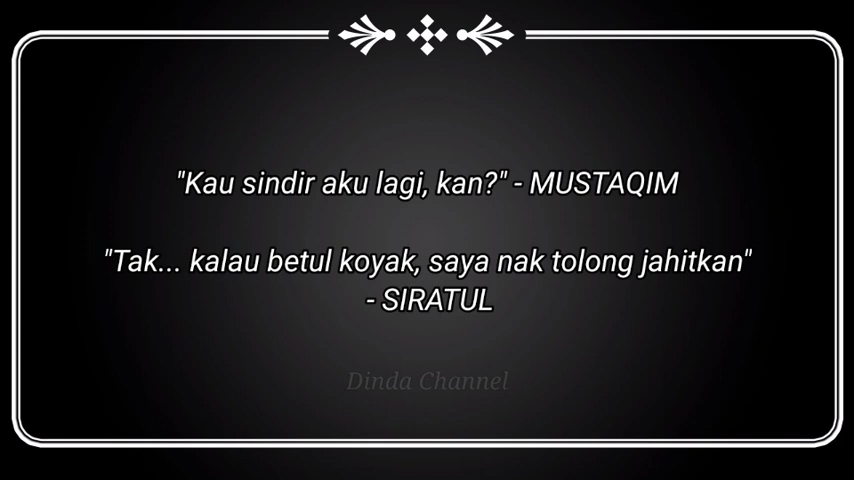 "Kau sindir aku lagi, kan?" - MUSTAQIM
"Tak... kalau betul koyak, saya nak tolong jahitkan"
- SIRATUL
Dinda Channel